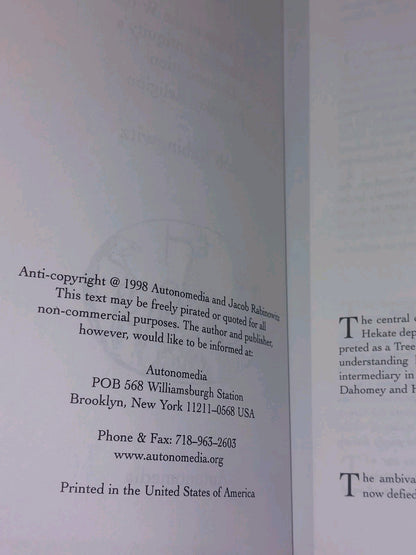 Anti-copyright @ 1998 Autonomedia and Jacob Rabinowitz
This text may be freely pirated or quoted for all
non-commercial purposes. The author and publisher,
however, would like to be informed at:
Autonomedia
POB 568 Williamsburgh Station
Brooklyn, New York 11211-0568 USA
Phone & Fax: 718-963-2603
www.autonomedia.org
Printed in the United States of America
The central
Hekate dep
preted as a Tree
understanding
intermediary in
Dahomey and H
The ambiva
now defied